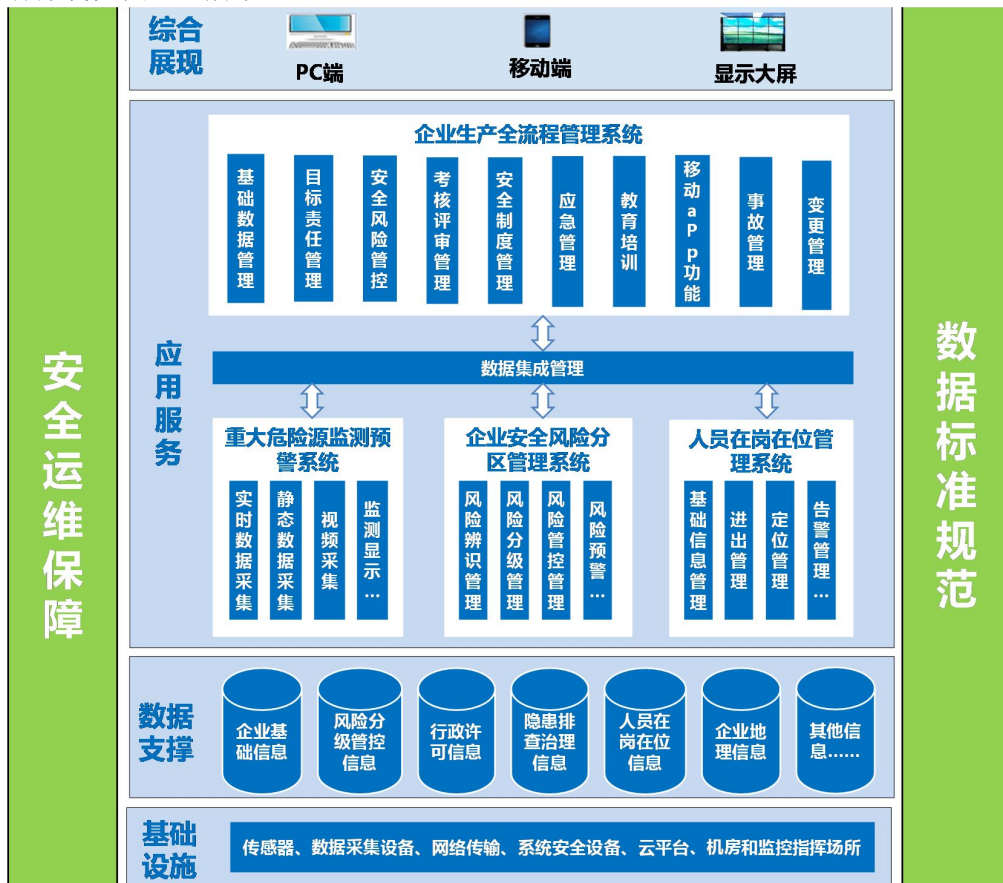 综合
展现
PC端
移动端
显示大屏
企业生产全流程管理系统
基础数据管理
目标责任管理
安全风险管控
考核评审管理
安全制度管理
应急管理
教育培训
移动aPp功能
事故管理
变更管理
应用服务
数据集成管理
重大危险源监测预
警系统
实时数据采集
静态数据采集
视频采集
监测显示…
企业安全风险分
区管理系统
风险辨识管理
风险分级管理
风险管控管理
风险预警…
人员在岗在位管
理系统
基础信息管理
进出管理
定位管理
告警管理…
数据
支撑
企业基
础信息
风险分
级管控
信息
行政许
可信息
隐患排
查治理
信息
人员在
岗在位
信息
企业地
理信息
其他信
息……
基础
设施
传感器、数据采集设备、网络传输、系统安全设备、云平台、机房和监控指挥场所
安全运维保障
数据标准规范